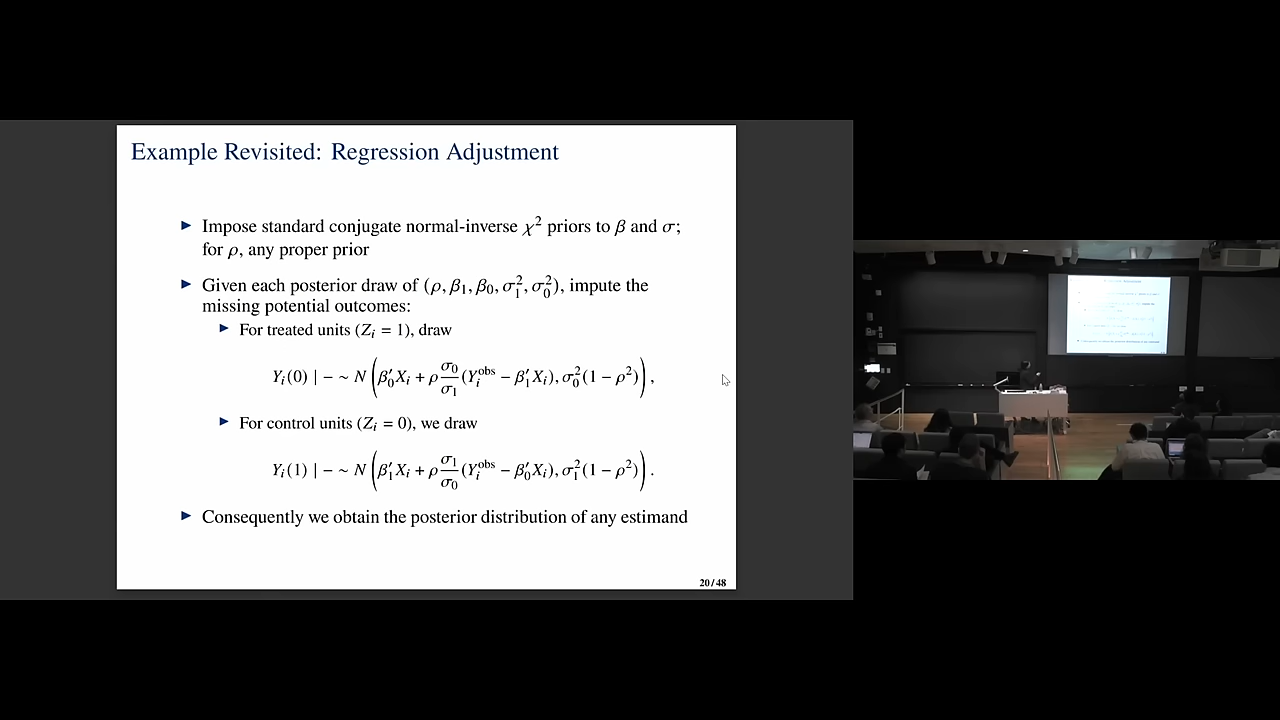 Example Revisited: Regression Adjustment
► Impose standard conjugate normal-inverse χ² priors to β and σ;
for ρ, any proper prior
► Given each posterior draw of (ρ, β₁, β₀, σ₁², σ₀²), impute the
missing potential outcomes:
► For treated units (Zᵢ = 1), draw
Yᵢ(0) | − ∼ N (β₀′Xᵢ + ρ σ₀/σ₁ (Yᵢᵒᵇˢ − β₁′Xᵢ), σ₀²(1 − ρ²)),
► For control units (Zᵢ = 0), we draw
Yᵢ(1) | − ∼ N (β₁′Xᵢ + ρ σ₁/σ₀ (Yᵢᵒᵇˢ − β₀′Xᵢ), σ₁²(1 − ρ²)).
► Consequently we obtain the posterior distribution of any estimand
20 / 48